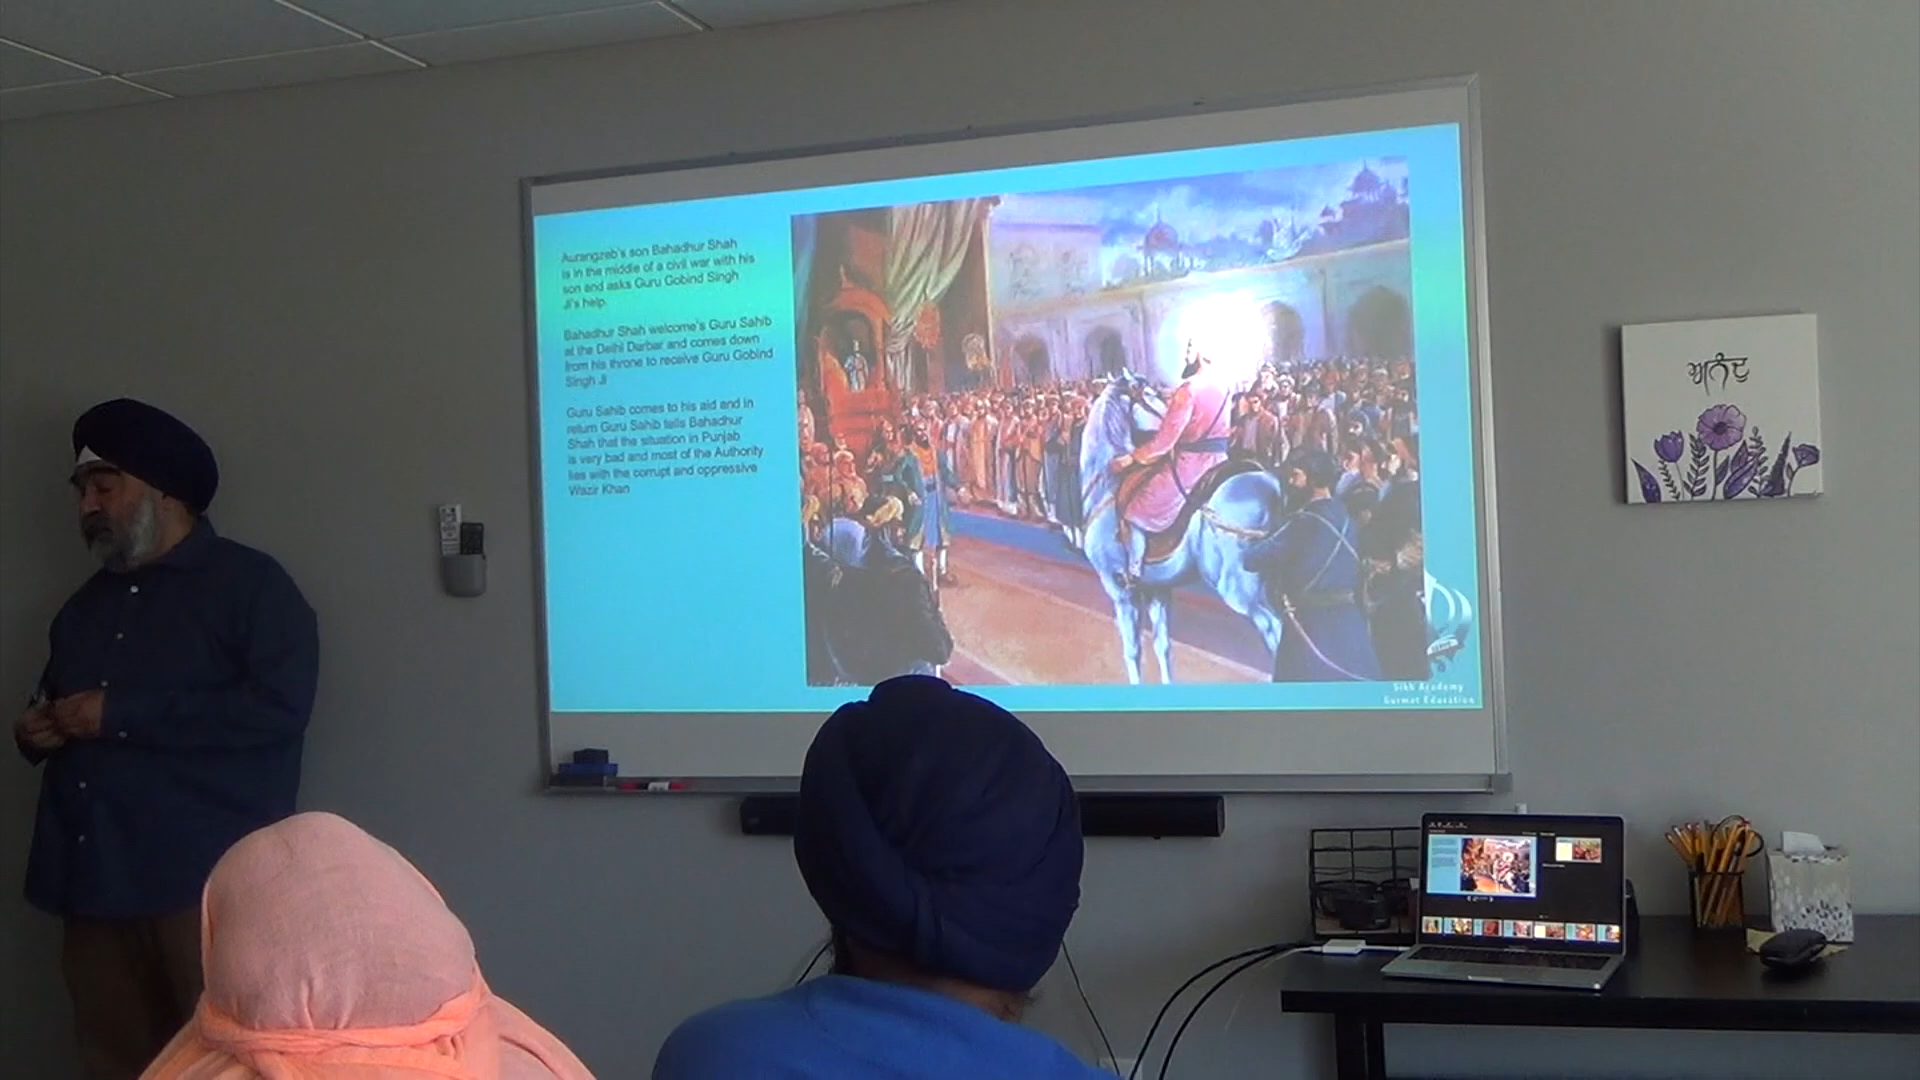 Aurangzeb's son Bahadhur Shah
is in the middle of a civil war with his
son and asks Guru Gobind Singh
Ji's help.
Bahadhur Shah welcome's Guru Sahib
at the Delhi Darbar and comes down
from his throne to receive Guru Gobind
Singh Ji
Guru Sahib comes to his aid and in
return Guru Sahib tells Bahadhur
Shah that the situation in Punjab
is very bad and most of the Authority
lies with the corrupt and oppressive
Wazir Khan
Sikh Academy
Gurmat Education
ਅਨੰਦੁ